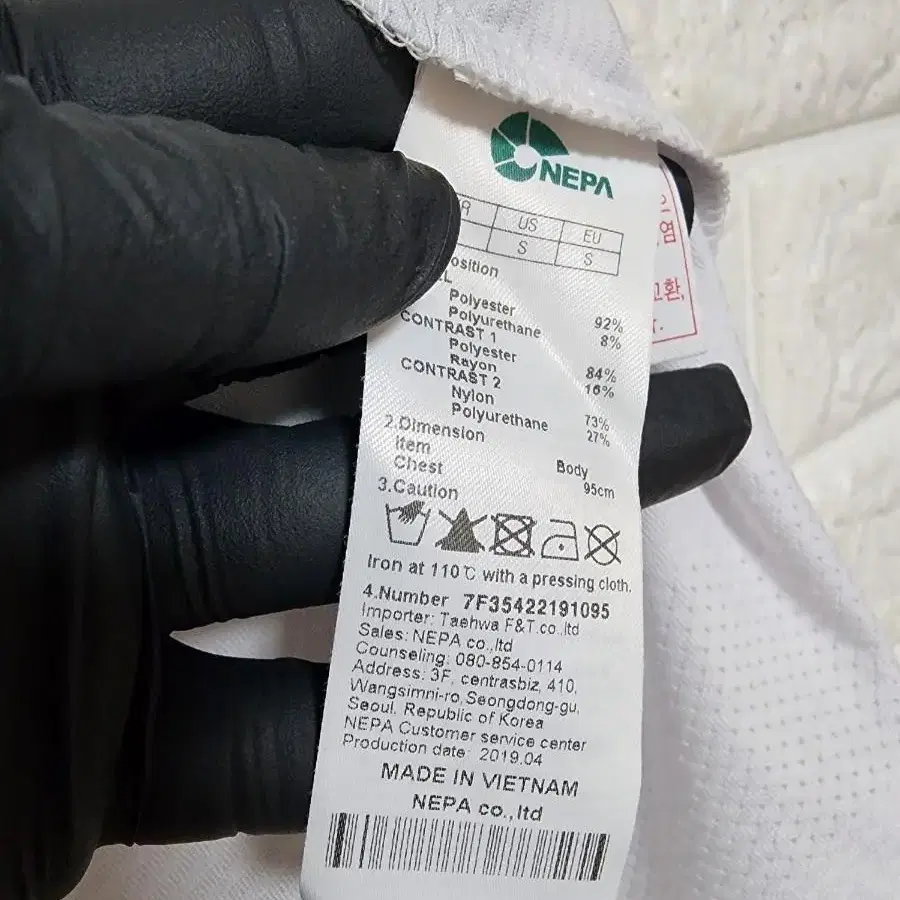 NEPA
US EU
S S
Polyester 92%
Polyurethane 8%
CONTRAST 1
Polyester 84%
Rayon 16%
CONTRAST 2
Nylon 73%
Polyurethane 27%
2.Dimension
Item Body
Chest 95cm
3.Caution
Iron at 110℃ with a pressing cloth.
4.Number 7F35422191095
Importer: Taehwa F&T.co.,ltd
Sales: NEPA co.,ltd
Counseling: 080-854-0114
Address: 3F, centrasbiz, 410,
Wangsimni-ro,Seongdong-gu,
Seoul, Republic of Korea
NEPA Customer service center
Production date: 2019.04
MADE IN VIETNAM
NEPA co.,ltd
염
교환,